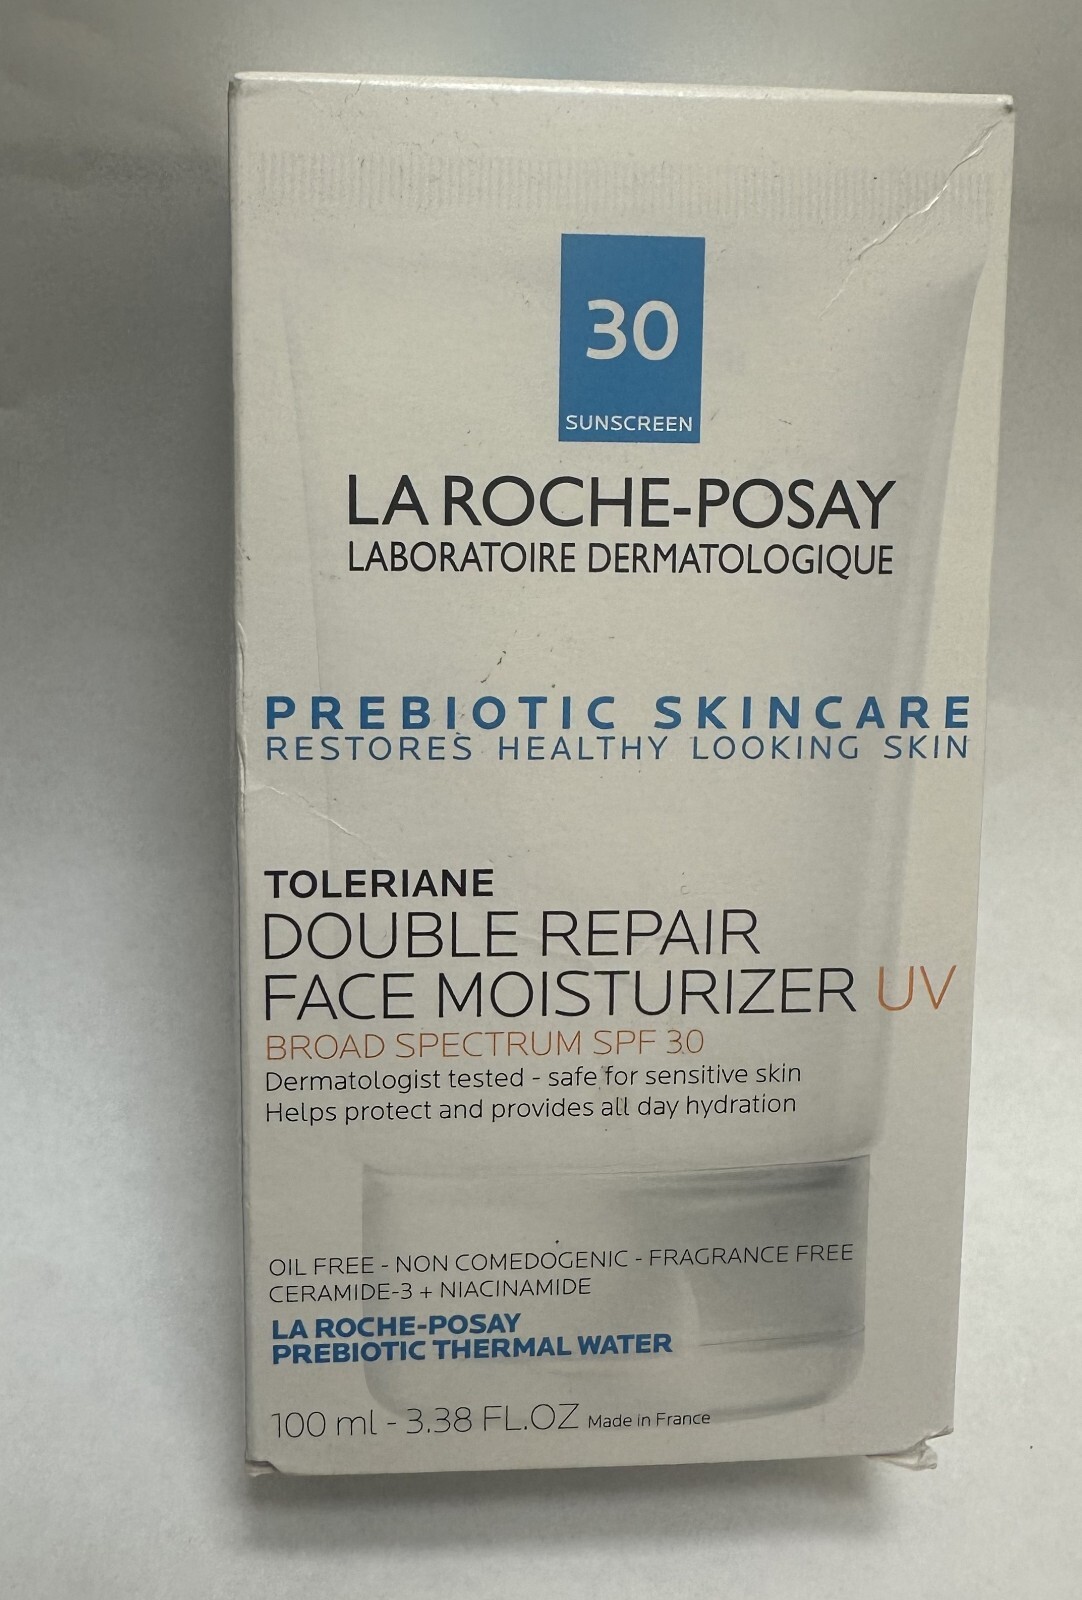 30
SUNSCREEN
LA ROCHE-POSAY
LABORATOIRE DERMATOLOGIQUE
PREBIOTIC SKINCARE
RESTORES HEALTHY LOOKING SKIN
TOLERIANE
DOUBLE REPAIR
FACE MOISTURIZER UV
BROAD SPECTRUM SPF 30
Dermatologist tested - safe for sensitive skin
Helps protect and provides all day hydration
OIL FREE - NON COMEDOGENIC - FRAGRANCE FREE
CERAMIDE-3 + NIACINAMIDE
LA ROCHE-POSAY
PREBIOTIC THERMAL WATER
100 ml - 3.38 FL.OZ Made in France